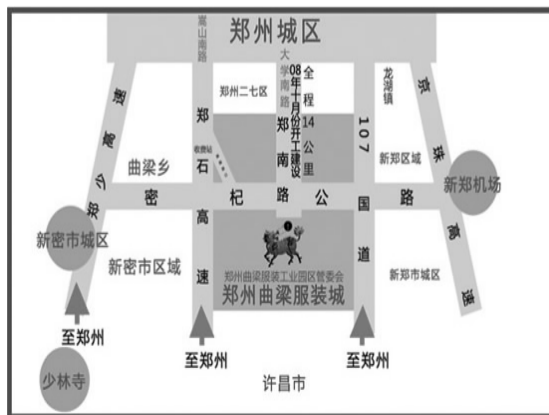 郑州城区
嵩山南路
大学南路
08年十月份开工建设
全程14公里
龙湖镇
京珠高速
郑少高速
郑州二七区
郑石高速
收费站
郑南路
107国道
新郑区域
曲梁乡
密杞公路
新郑机场
新密市城区
新密市区域
郑州曲梁服装工业园区管委会
郑州曲梁服装城
新郑市城区
至郑州
至郑州
至郑州
少林寺
许昌市